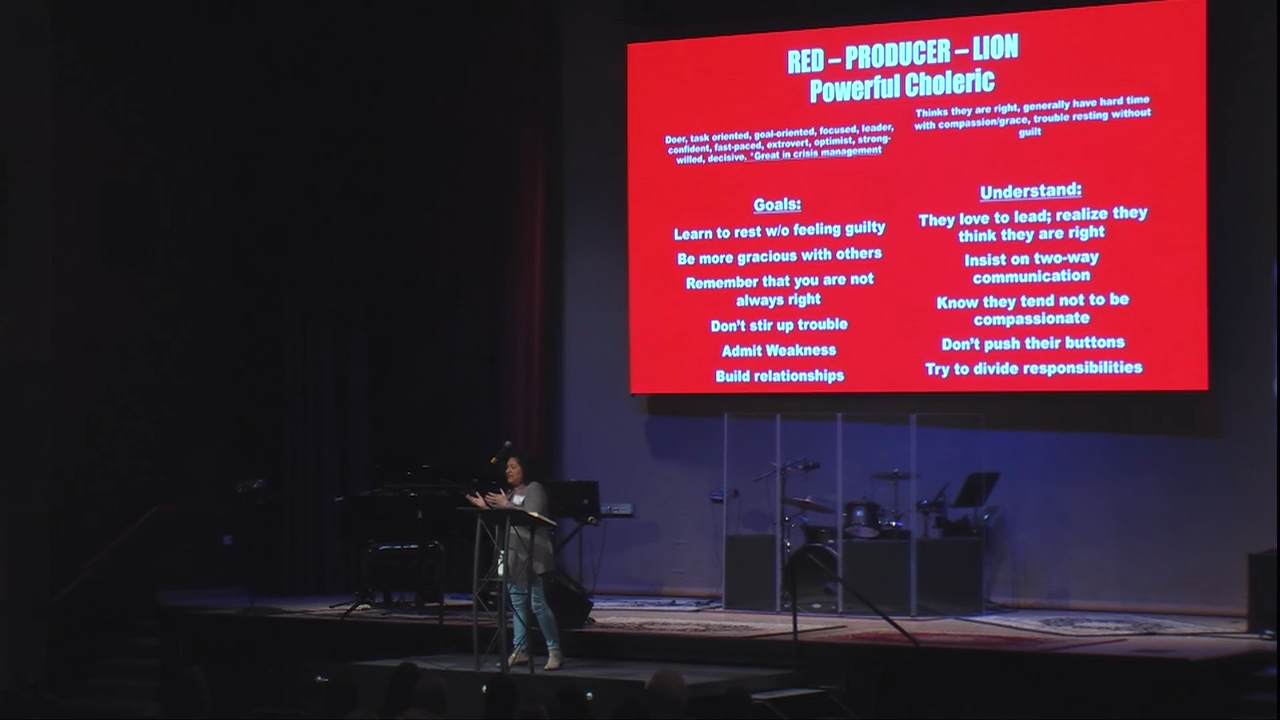 RED – PRODUCER – LION
Powerful Choleric
Doer, task oriented, goal-oriented, focused, leader,
confident, fast-paced, extrovert, optimist, strong-
willed, decisive, *Great in crisis management
Goals:
Learn to rest w/o feeling guilty
Be more gracious with others
Remember that you are not
always right
Don't stir up trouble
Admit Weakness
Build relationships
Thinks they are right, generally have hard time
with compassion/grace, trouble resting without
guilt
Understand:
They love to lead; realize they
think they are right
Insist on two-way
communication
Know they tend not to be
compassionate
Don't push their buttons
Try to divide responsibilities